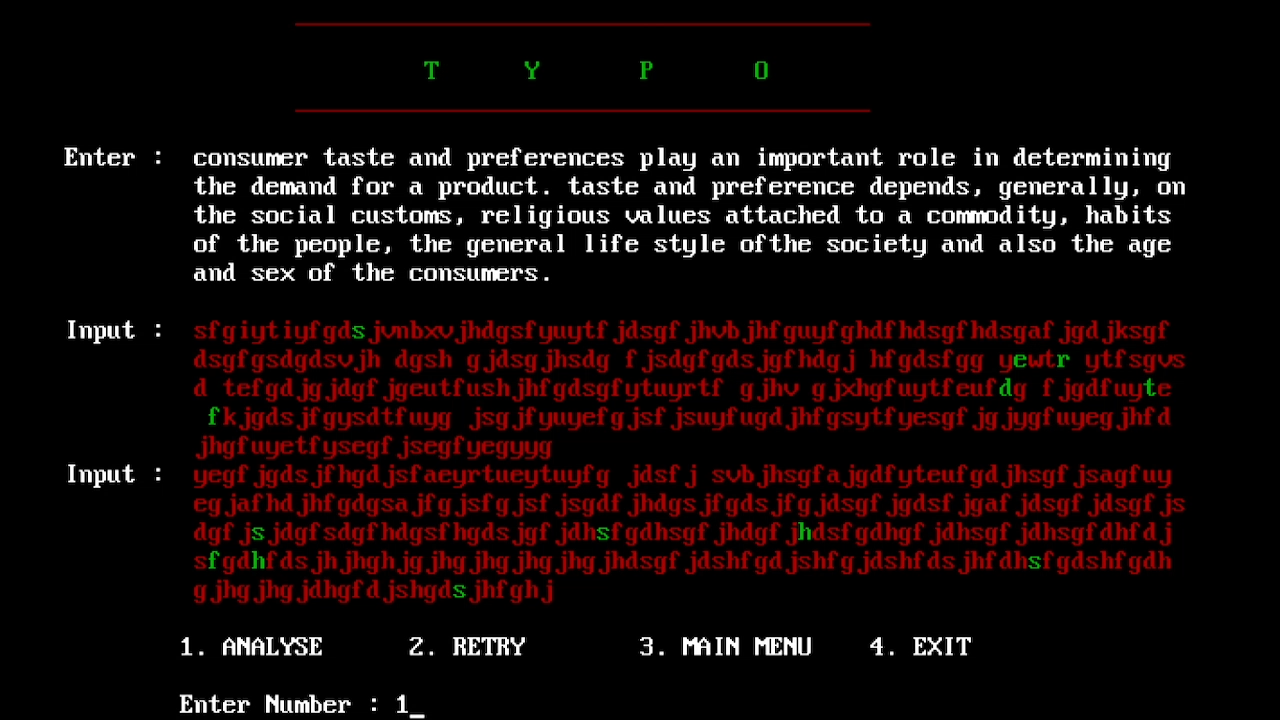 T Y P O
Enter : consumer taste and preferences play an important role in determining
the demand for a product. taste and preference depends, generally, on
the social customs, religious values attached to a commodity, habits
of the people, the general life style ofthe society and also the age
and sex of the consumers.
Input : sfgiytiyfgdsjvnbxvjhdgsfyuytfjdsgfjhvbjhfguyfghdfhdsgfhdsgafjgdjksgf
dsgfgsdgdsvjh dgsh gjdsgjhsdg fjsdgfgdsjgfhdgj hfgdsfgg yewtr ytfsgvs
d tefgdjgjdgfjgeutfushjhfgdsgfytuyrtf gjhv gjxhgfuytfeufdg fjgdfuyte
fkjgdsjfgysdtfuyg jsgjfyuyefgjsfjsuyfugdjhfgsytfyesgfjgjygfuyegjhfd
jhgfuyetfysegfjsegfyegyyg
Input : yegfjgdsjfhgdjsfaeyrtueytuyfg jdsfj svbjhsgfajgdfyteufgdjhsgfjsagfuy
egjafhdjhfgdgsajfgjsfgjsfjsgdfjhdgsjfgdsjfgjdsgfjgdsfjgafjdsgfjdsgfjs
dgfjsjdgfsdgfhdgsfhgdsjgfjdhsfgdhsgfjhdgfjhdsfgdhgfjdhsgfjdhsgfdhfdj
sfgdhfdsjhjhghjgjhgjhgjhgjhgjhdsgfjdshfgdjshfgjdshfdsjhfdhsfgdshfgdh
gjhgjhgjdhgfdjshgdsjhfghj
1. ANALYSE 2. RETRY 3. MAIN MENU 4. EXIT
Enter Number : 1_